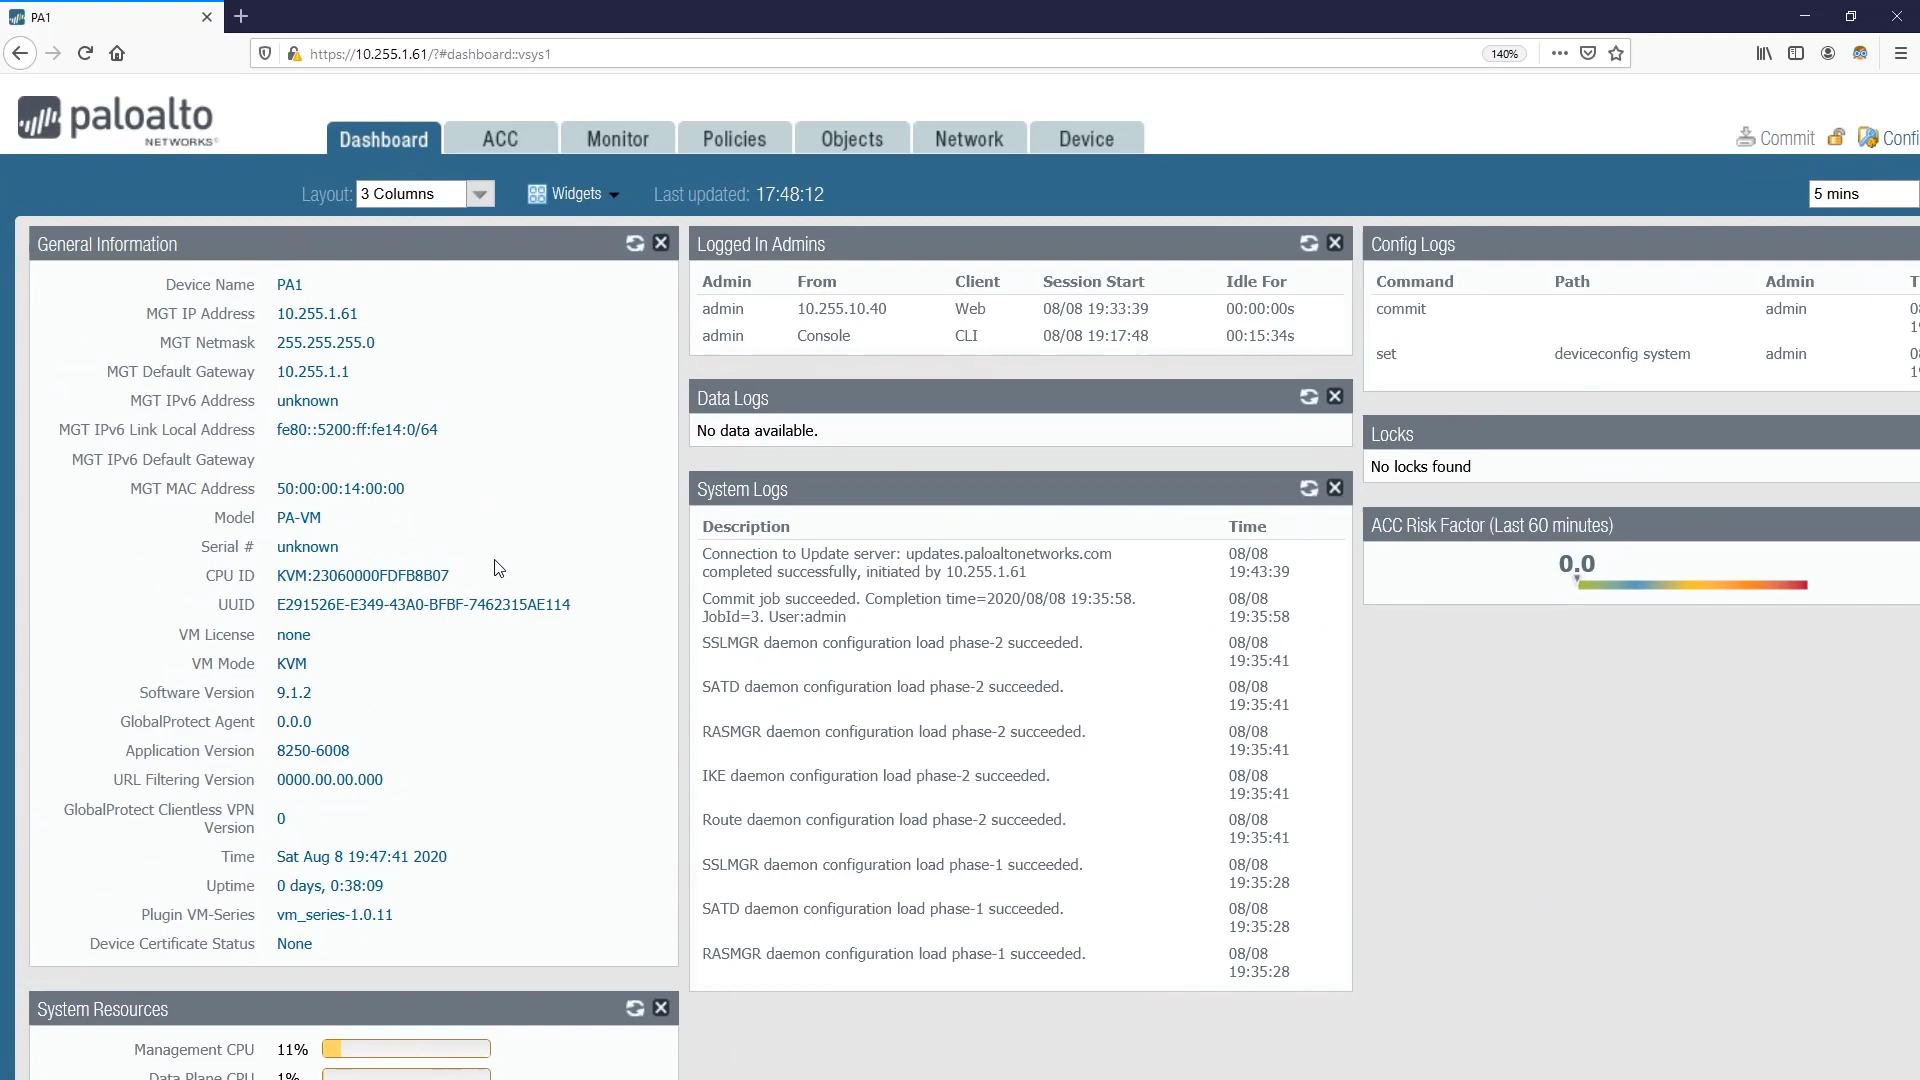 PA1
https://10.255.1.61/?#dashboard::vsys1
140%
paloalto
NETWORKS
Dashboard
ACC
Monitor
Policies
Objects
Network
Device
Commit
Confi
Layout: 3 Columns
Widgets
Last updated: 17:48:12
5 mins
General Information
Device Name PA1
MGT IP Address 10.255.1.61
MGT Netmask 255.255.255.0
MGT Default Gateway 10.255.1.1
MGT IPv6 Address unknown
MGT IPv6 Link Local Address fe80::5200:ff:fe14:0/64
MGT IPv6 Default Gateway
MGT MAC Address 50:00:00:14:00:00
Model PA-VM
Serial # unknown
CPU ID KVM:23060000FDFB8B07
UUID E291526E-E349-43A0-BFBF-7462315AE114
VM License none
VM Mode KVM
Software Version 9.1.2
GlobalProtect Agent 0.0.0
Application Version 8250-6008
URL Filtering Version 0000.00.00.000
GlobalProtect Clientless VPN
Version 0
Time Sat Aug 8 19:47:41 2020
Uptime 0 days, 0:38:09
Plugin VM-Series vm_series-1.0.11
Device Certificate Status None
System Resources
Management CPU 11%
Data Plane CPU 1%
Logged In Admins
Admin From Client Session Start Idle For
admin 10.255.10.40 Web 08/08 19:33:39 00:00:00s
admin Console CLI 08/08 19:17:48 00:15:34s
Data Logs
No data available.
System Logs
Description Time
Connection to Update server: updates.paloaltonetworks.com 08/08
completed successfully, initiated by 10.255.1.61 19:43:39
Commit job succeeded. Completion time=2020/08/08 19:35:58. 08/08
JobId=3. User:admin 19:35:58
SSLMGR daemon configuration load phase-2 succeeded. 08/08
19:35:41
SATD daemon configuration load phase-2 succeeded. 08/08
19:35:41
RASMGR daemon configuration load phase-2 succeeded. 08/08
19:35:41
IKE daemon configuration load phase-2 succeeded. 08/08
19:35:41
Route daemon configuration load phase-2 succeeded. 08/08
19:35:41
SSLMGR daemon configuration load phase-1 succeeded. 08/08
19:35:28
SATD daemon configuration load phase-1 succeeded. 08/08
19:35:28
RASMGR daemon configuration load phase-1 succeeded. 08/08
19:35:28
Config Logs
Command Path Admin T
commit admin 08
19
set deviceconfig system admin 08
19
Locks
No locks found
ACC Risk Factor (Last 60 minutes)
0.0